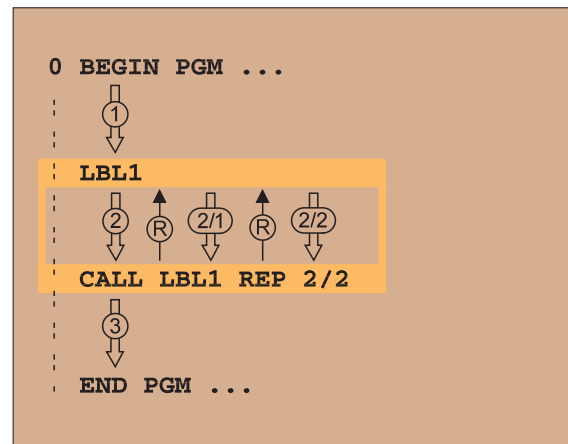 0 BEGIN PGM ...
1
LBL1
2 R 2/1 R 2/2
CALL LBL1 REP 2/2
3
END PGM ...